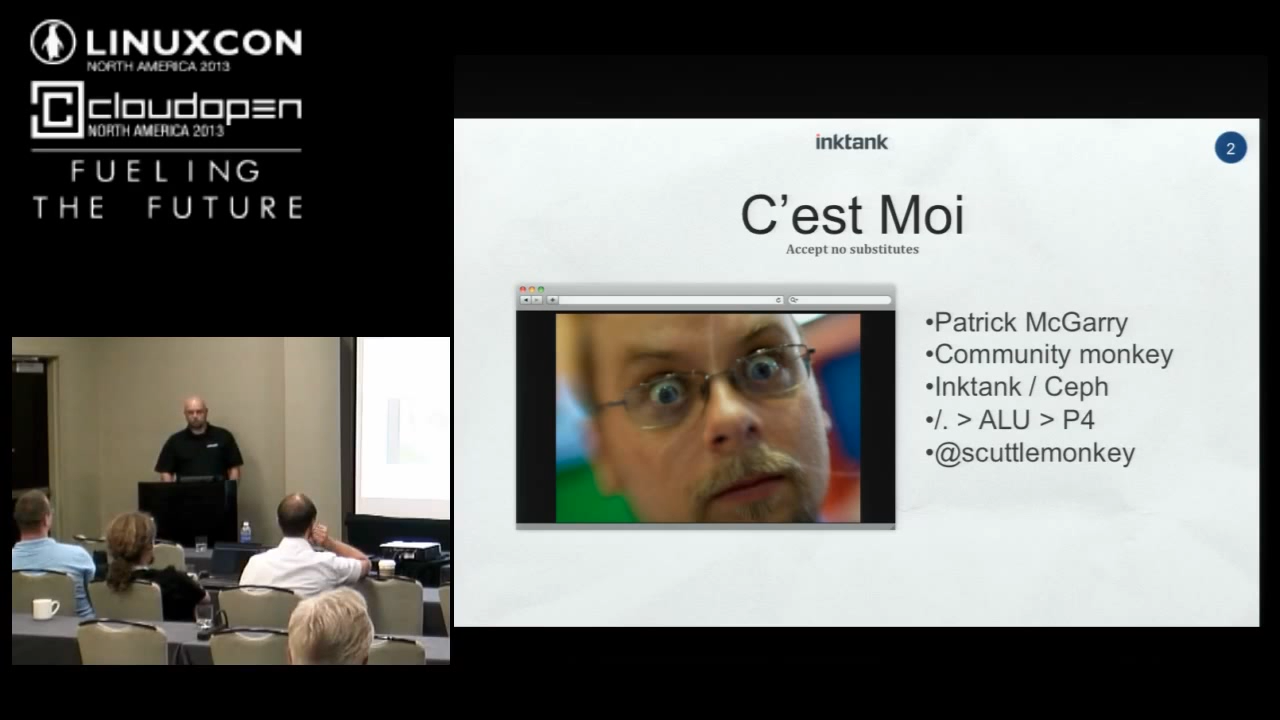 LINUXCON
NORTH AMERICA 2013
cloudopen
NORTH AMERICA 2013
FUELING
THE FUTURE
inktank
2
C'est Moi
Accept no substitutes
•Patrick McGarry
•Community monkey
•Inktank / Ceph
•/. > ALU > P4
•@scuttlemonkey